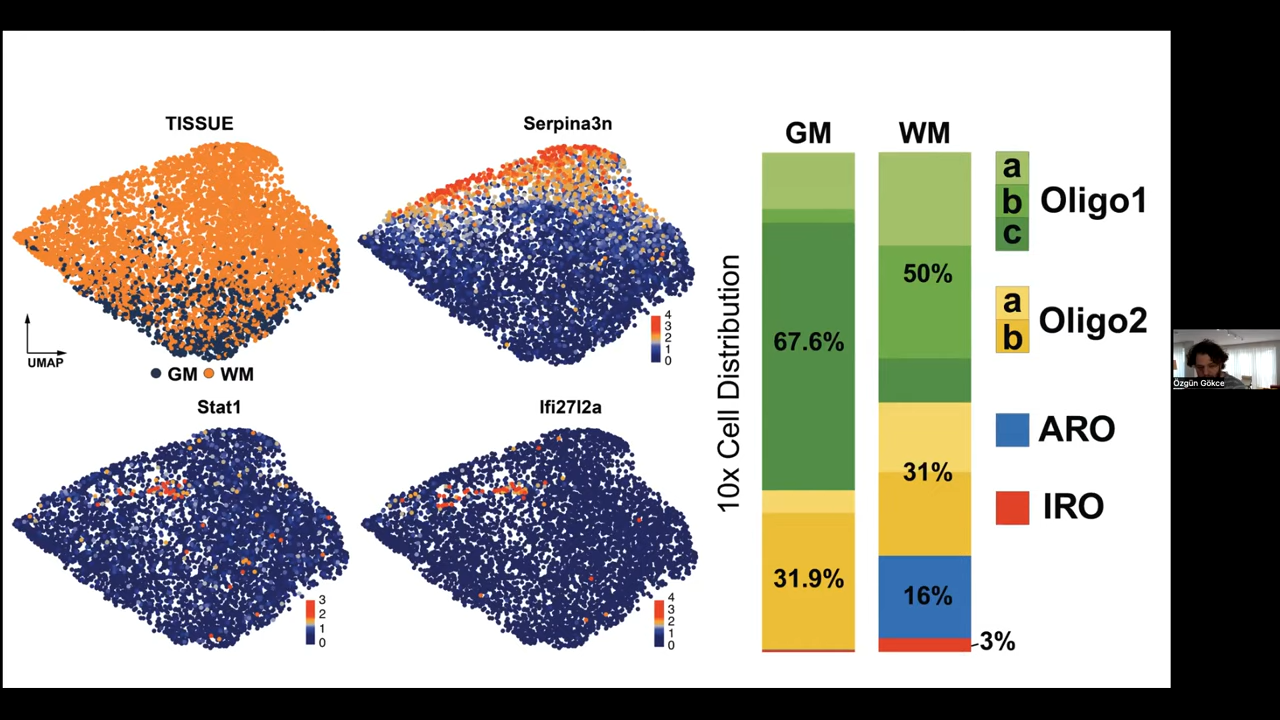 TISSUE
UMAP
GM WM
Serpina3n
4
3
2
1
0
Stat1
3
2
1
0
Ifi27l2a
4
3
2
1
0
10x Cell Distribution
GM
WM
67.6%
31.9%
50%
31%
16%
3%
a
b
c
Oligo1
a
b
Oligo2
ARO
IRO
Özgün Gökce